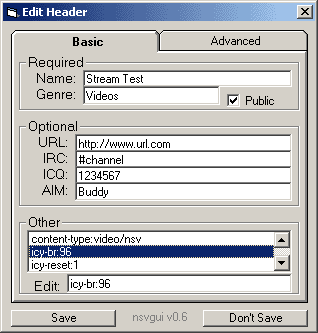 Edit Header
Basic Advanced
Required
Name: Stream Test
Genre: Videos Public
Optional
URL: http://www.url.com
IRC: #channel
ICQ: 1234567
AIM: Buddy
Other
content-type:video/nsv
icy-br:96
icy-reset:1
Edit: icy-br:96
Save nsvgui v0.6 Don't Save